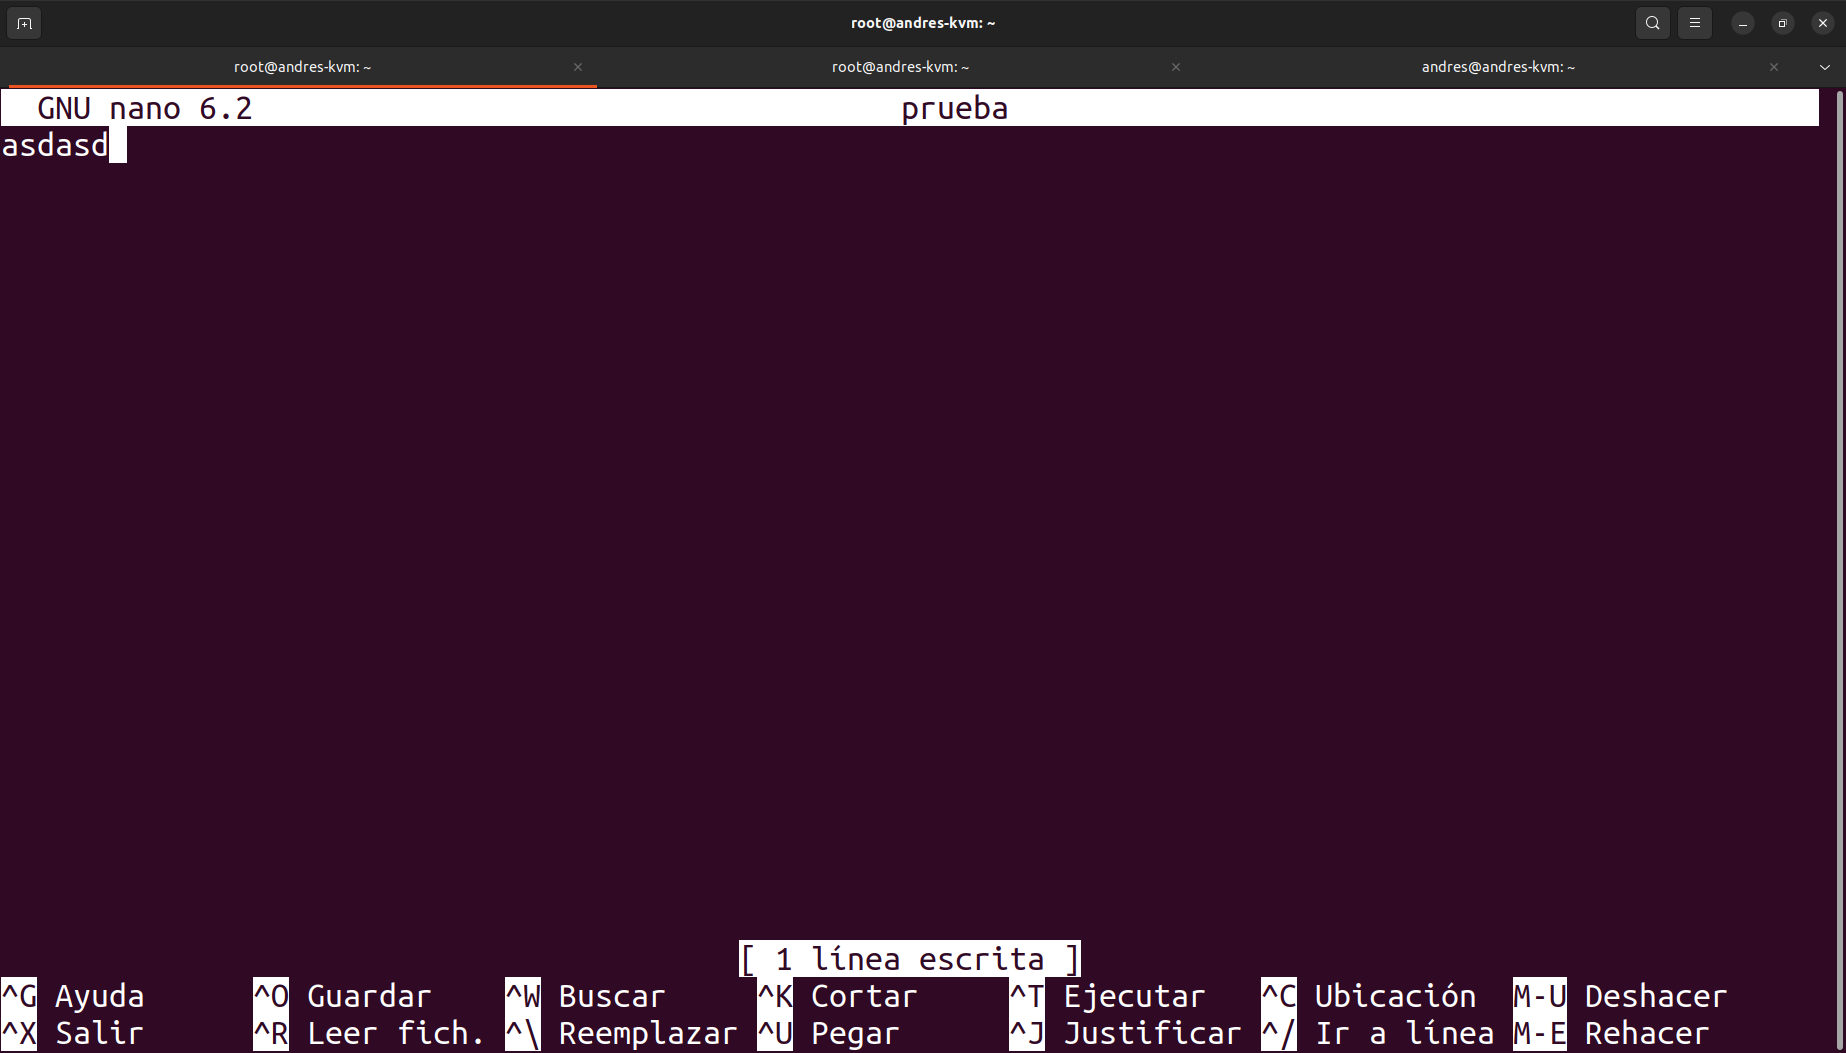 root@andres-kvm: ~
root@andres-kvm: ~ root@andres-kvm: ~ andres@andres-kvm: ~
GNU nano 6.2 prueba
asdasd
[ 1 línea escrita ]
^G Ayuda ^O Guardar ^W Buscar ^K Cortar ^T Ejecutar ^C Ubicación M-U Deshacer
^X Salir ^R Leer fich. ^\ Reemplazar ^U Pegar ^J Justificar ^/ Ir a línea M-E Rehacer